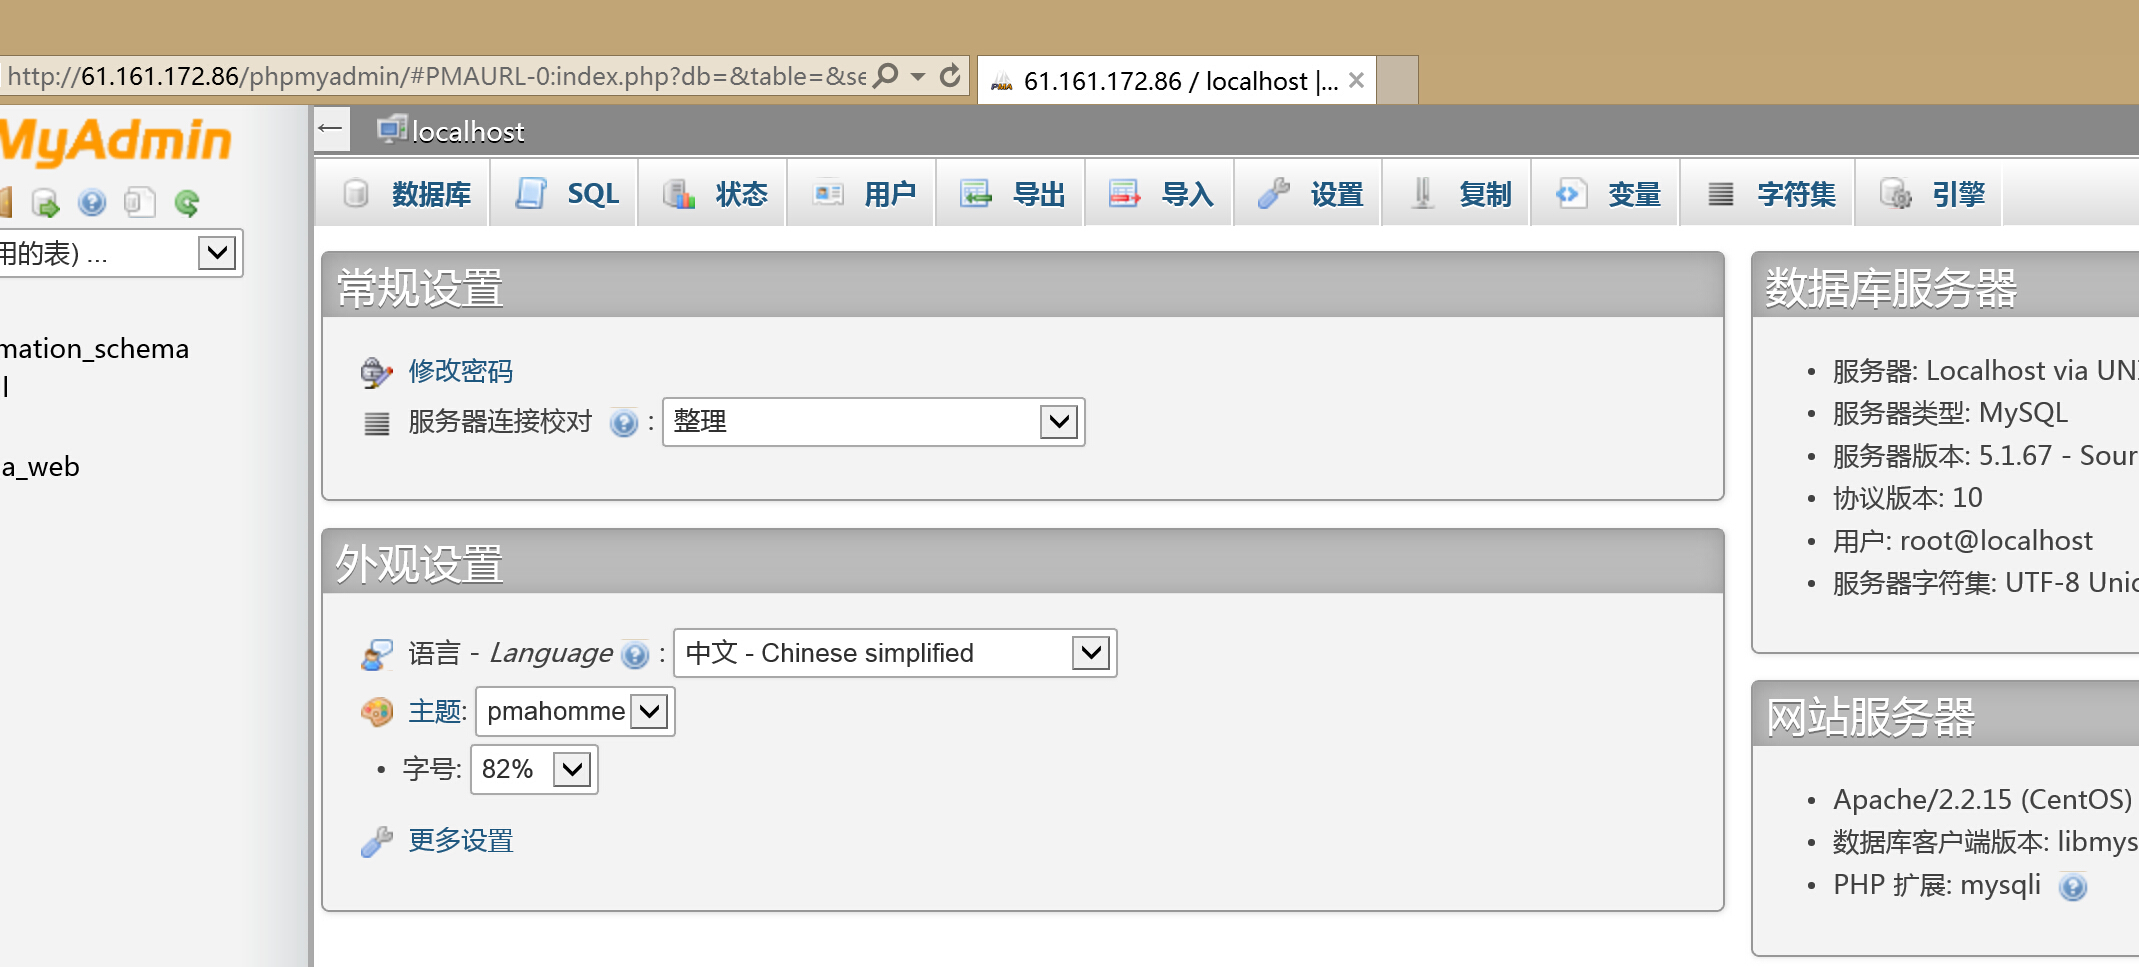 http://61.161.172.86/phpmyadmin/#PMAURL-0:index.php?db=&table=&se
61.161.172.86 / localhost |...
MyAdmin
localhost
数据库 SQL 状态 用户 导出 导入 设置 复制 变量 字符集 引擎
用的表) ...
mation_schema
l
a_web
常规设置
修改密码
服务器连接校对 : 整理
外观设置
语言 - Language : 中文 - Chinese simplified
主题: pmahomme
• 字号: 82%
更多设置
数据库服务器
• 服务器: Localhost via UN
• 服务器类型: MySQL
• 服务器版本: 5.1.67 - Sour
• 协议版本: 10
• 用户: root@localhost
• 服务器字符集: UTF-8 Unic
网站服务器
• Apache/2.2.15 (CentOS)
• 数据库客户端版本: libmys
• PHP 扩展: mysqli